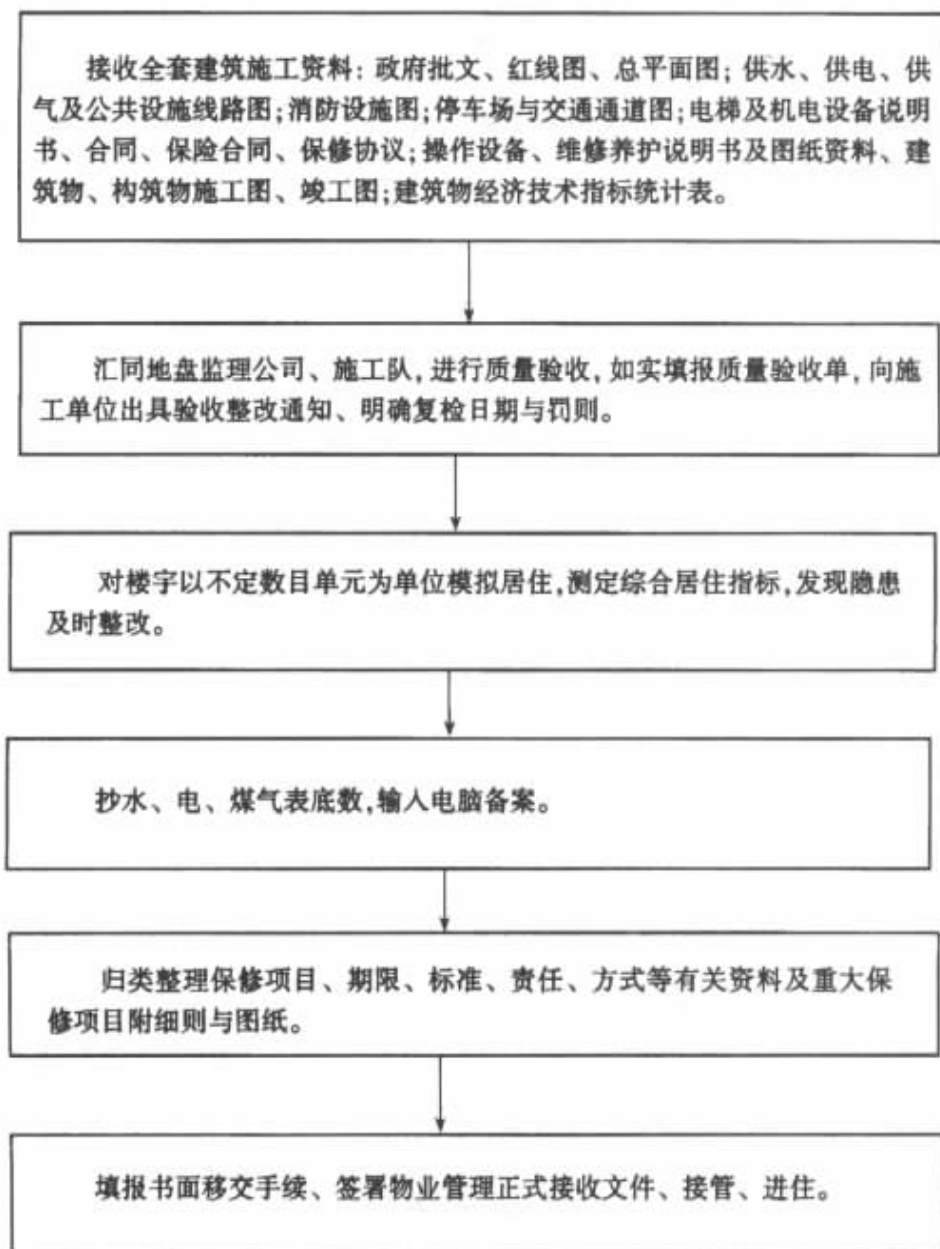 接收全套建筑施工资料: 政府批文、红线图、总平面图; 供水、供电、供
气及公共设施线路图;消防设施图;停车场与交通通道图;电梯及机电设备说明
书、合同、保险合同、保修协议;操作设备、维修养护说明书及图纸资料、建
筑物、构筑物施工图、竣工图;建筑物经济技术指标统计表。
汇同地盘监理公司、施工队,进行质量验收,如实填报质量验收单,向施
工单位出具验收整改通知、明确复检日期与罚则。
对楼宇以不定数目单元为单位模拟居住,测定综合居住指标,发现隐患
及时整改。
抄水、电、煤气表底数,输入电脑备案。
归类整理保修项目、期限、标准、责任、方式等有关资料及重大保
修项目附细则与图纸。
填报书面移交手续、签署物业管理正式接收文件、接管、进住。